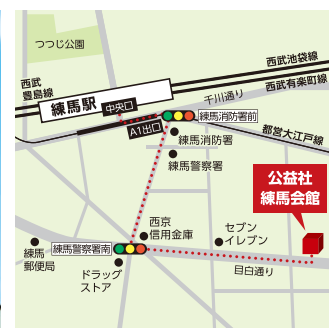 つつじ公園
西武池袋線
西武有楽町線
西武
豊島線
練馬駅
中央口
千川通り
A1出口
練馬消防署前
都営大江戸線
練馬消防署
練馬警察署
公益社
練馬会館
西京
信用金庫
セブン
イレブン
練馬警察署南
練馬
郵便局
ドラッグ
ストア
目白通り